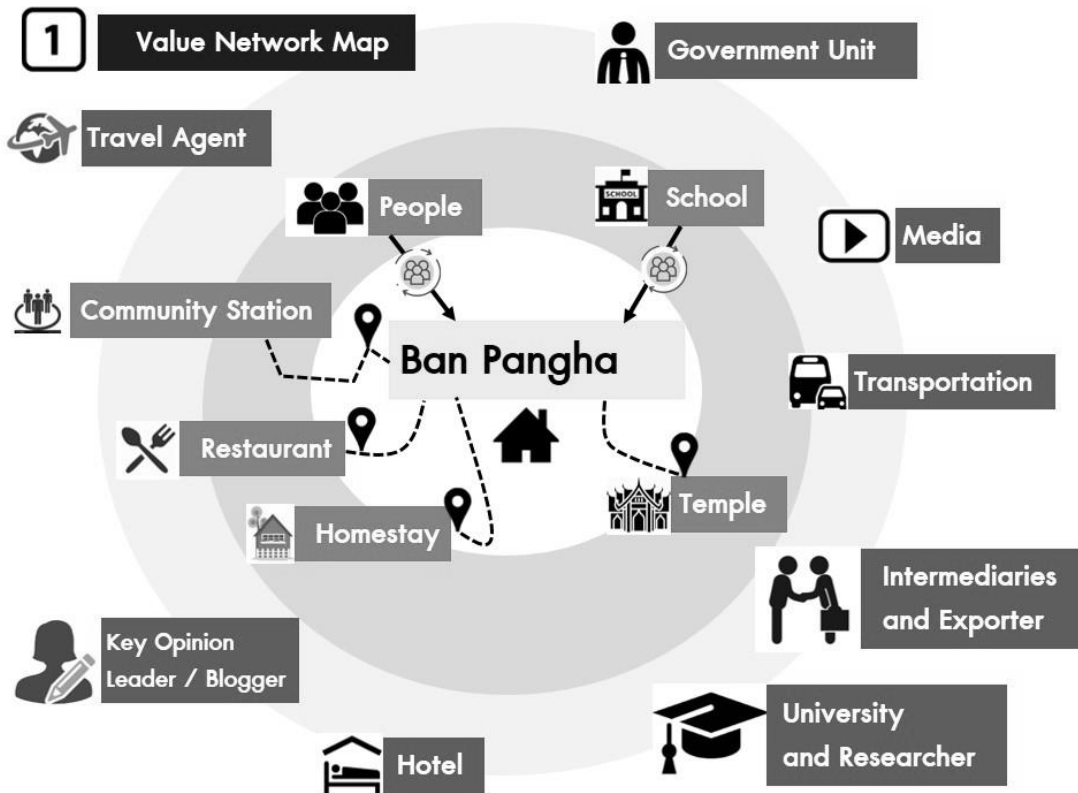 1
Value Network Map
Government Unit
Travel Agent
People
SCHOOL
School
Media
Community Station
Ban Pangha
Transportation
Restaurant
Temple
Homestay
Intermediaries
and Exporter
Key Opinion
Leader / Blogger
University
and Researcher
Hotel